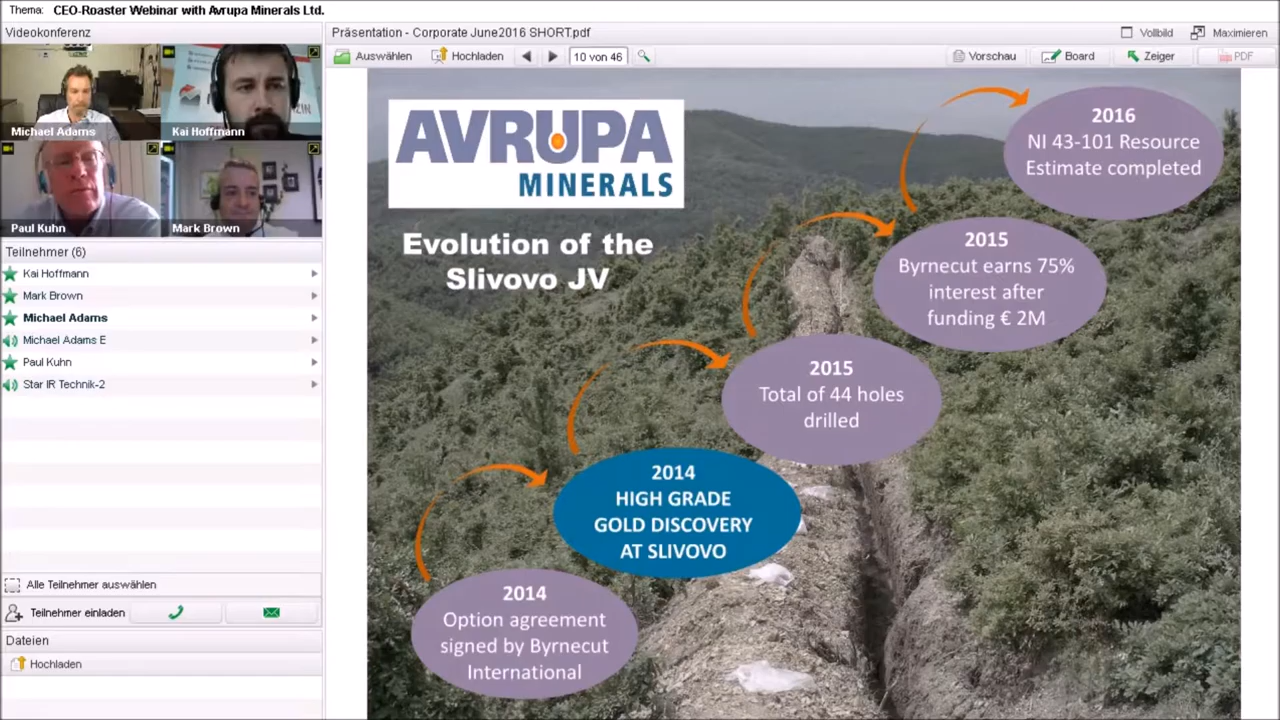 Thema: CEO-Roaster Webinar with Avrupa Minerals Ltd.
Videokonferenz
Michael Adams
Kai Hoffmann
Paul Kuhn
Mark Brown
Teilnehmer (6)
Kai Hoffmann
Mark Brown
Michael Adams
Michael Adams E
Paul Kuhn
Star IR Technik-2
Alle Teilnehmer auswählen
Teilnehmer einladen
Dateien
Hochladen
Präsentation - Corporate June2016 SHORT.pdf
Vollbild
Maximieren
Auswählen
Hochladen
10 von 46
Vorschau
Board
Zeiger
PDF
AVRUPA
MINERALS
Evolution of the
Slivovo JV
2016
NI 43-101 Resource
Estimate completed
2015
Byrnecut earns 75%
interest after
funding € 2M
2015
Total of 44 holes
drilled
2014
HIGH GRADE
GOLD DISCOVERY
AT SLIVOVO
2014
Option agreement
signed by Byrnecut
International